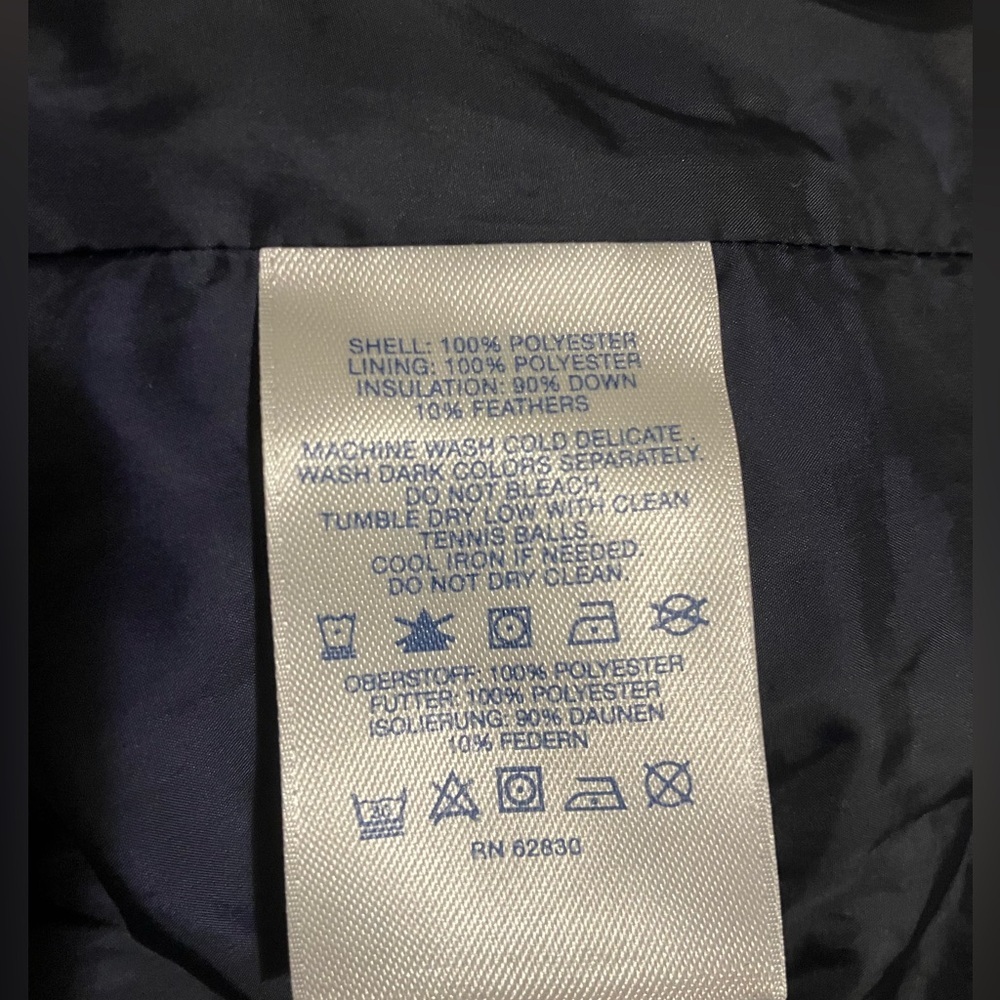 SHELL: 100% POLYESTER
LINING: 100% POLYESTER
INSULATION: 90% DOWN
10% FEATHERS
MACHINE WASH COLD DELICATE.
WASH DARK COLORS SEPARATELY.
DO NOT BLEACH.
TUMBLE DRY LOW WITH CLEAN
TENNIS BALLS.
COOL IRON IF NEEDED.
DO NOT DRY CLEAN.
OBERSTOFF: 100% POLYESTER
FUTTER: 100% POLYESTER
ISOLIERUNG: 90% DAUNEN
10% FEDERN
30
RN 62830